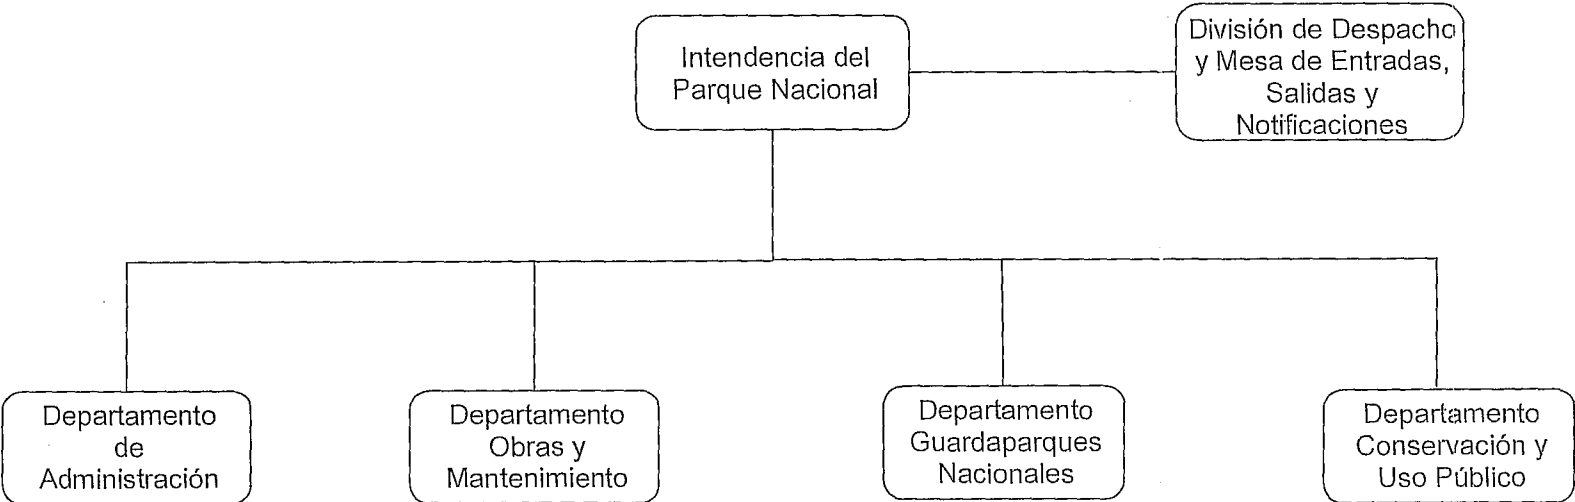 Intendencia del
Parque Nacional
División de Despacho
y Mesa de Entradas,
Salidas y
Notificaciones
Departamento
de
Administración
Departamento
Obras y
Mantenimiento
Departamento
Guardaparques
Nacionales
Departamento
Conservación y
Uso Público